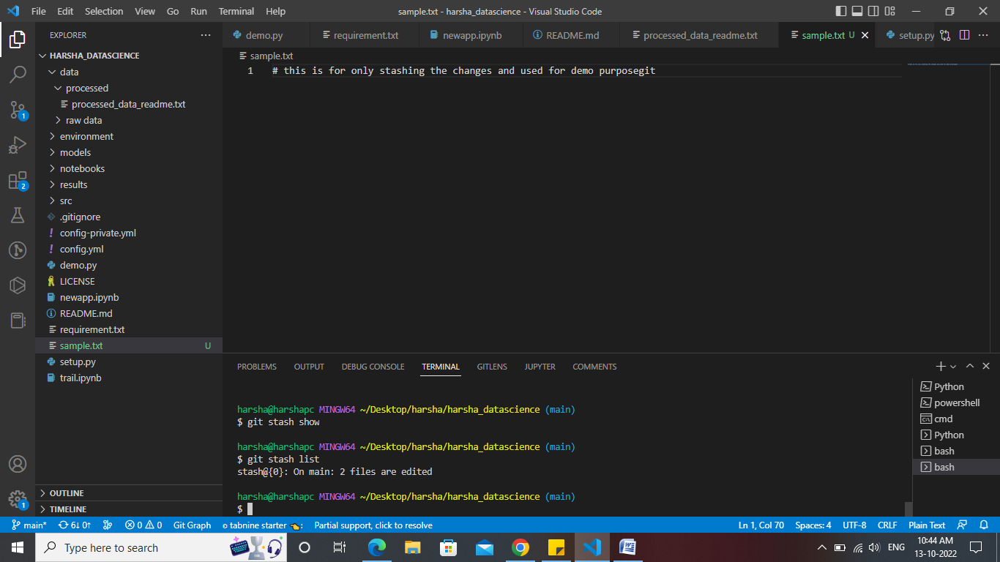 File Edit Selection View Go Run Terminal Help
sample.txt - harsha_datascience - Visual Studio Code
EXPLORER
demo.py
requirement.txt
newapp.ipynb
README.md
processed_data_readme.txt
sample.txt U
setup.py
HARSHA_DATASCIENCE
data
processed
processed_data_readme.txt
raw data
environment
models
notebooks
results
src
.gitignore
config-private.yml
config.yml
demo.py
LICENSE
newapp.ipynb
README.md
requirement.txt
sample.txt U
setup.py
trail.ipynb
OUTLINE
TIMELINE
1
2
1
sample.txt
1 # this is for only stashing the changes and used for demo purposegit
PROBLEMS OUTPUT DEBUG CONSOLE TERMINAL GITLENS JUPYTER COMMENTS
harsha@harshapc MINGW64 ~/Desktop/harsha/harsha_datascience (main)
$ git stash show
harsha@harshapc MINGW64 ~/Desktop/harsha/harsha_datascience (main)
$ git stash list
stash@{0}: On main: 2 files are edited
harsha@harshapc MINGW64 ~/Desktop/harsha/harsha_datascience (main)
$
Python
powershell
cmd
Python
bash
bash
main* 6↓ 0↑ 0 0 Git Graph tabnine starter Partial support, click to resolve
Ln 1, Col 70 Spaces: 4 UTF-8 CRLF Plain Text
Type here to search
ENG
10:44 AM
13-10-2022